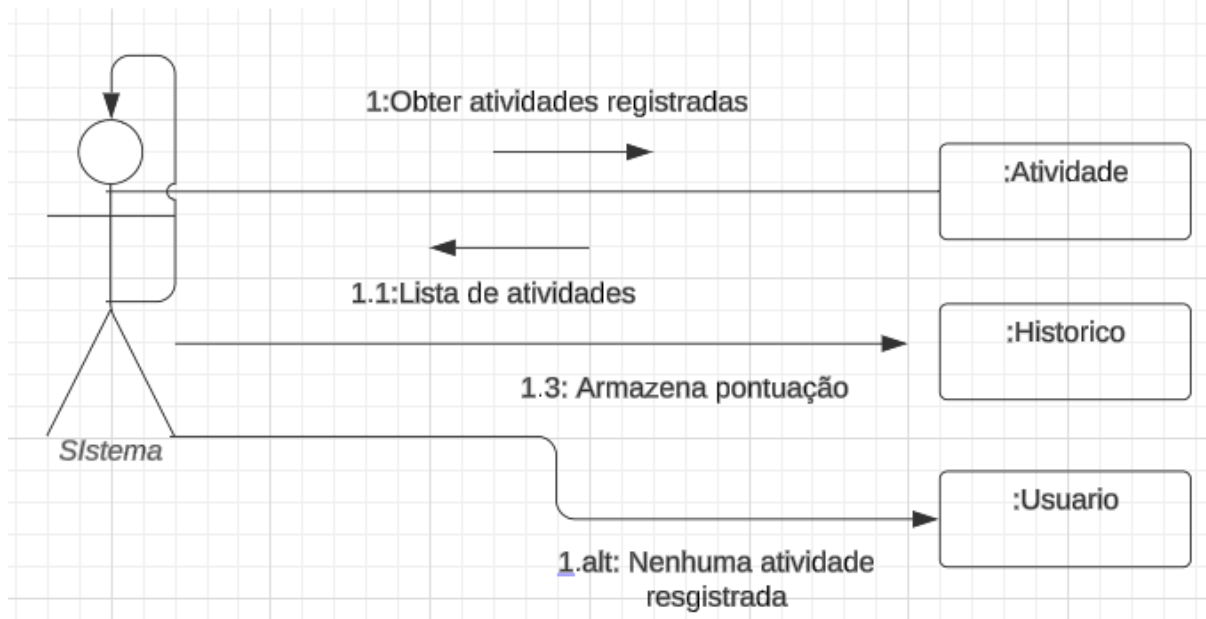 1:Obter atividades registradas
:Atividade
1.1:Lista de atividades
:Historico
1.3: Armazena pontuação
SIstema
:Usuario
1.alt: Nenhuma atividade
resgistrada